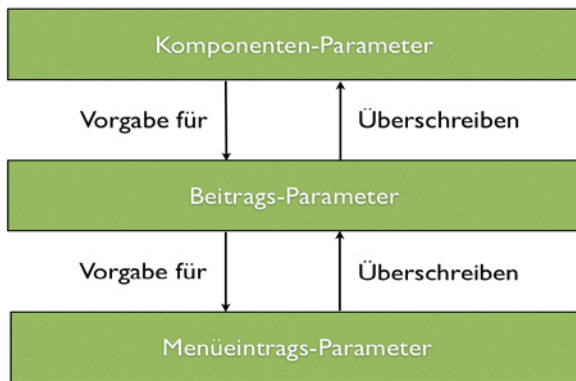 Komponenten-Parameter
Vorgabe für
Überschreiben
Beitrags-Parameter
Vorgabe für
Überschreiben
Menüeintrags-Parameter